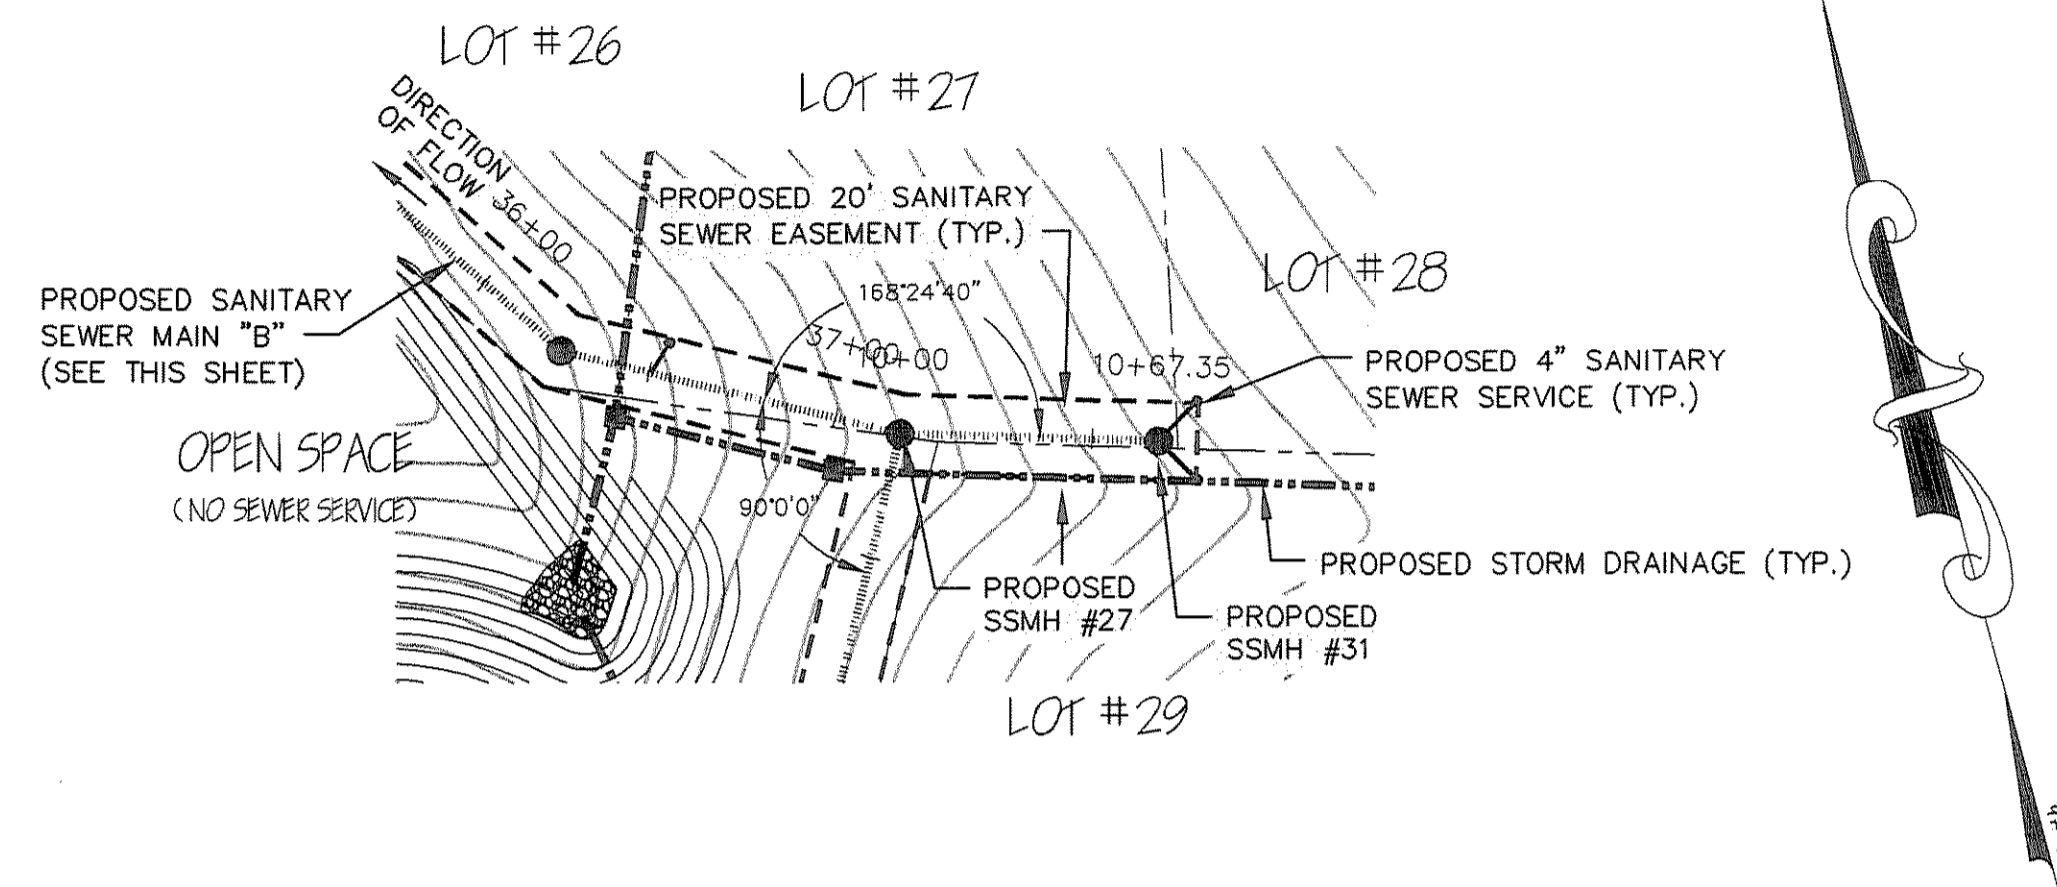 LOT #26
LOT #27
DIRECTION
OF FLOW
36+00
PROPOSED 20' SANITARY
SEWER EASEMENT (TYP.)
LOT #28
168°24'40"
PROPOSED SANITARY
SEWER MAIN "B"
(SEE THIS SHEET)
37+00
10+00
10+67.35
PROPOSED 4" SANITARY
SEWER SERVICE (TYP.)
OPEN SPACE
(NO SEWER SERVICE)
90°0'0"
PROPOSED STORM DRAINAGE (TYP.)
PROPOSED
SSMH #27
PROPOSED
SSMH #31
LOT #29